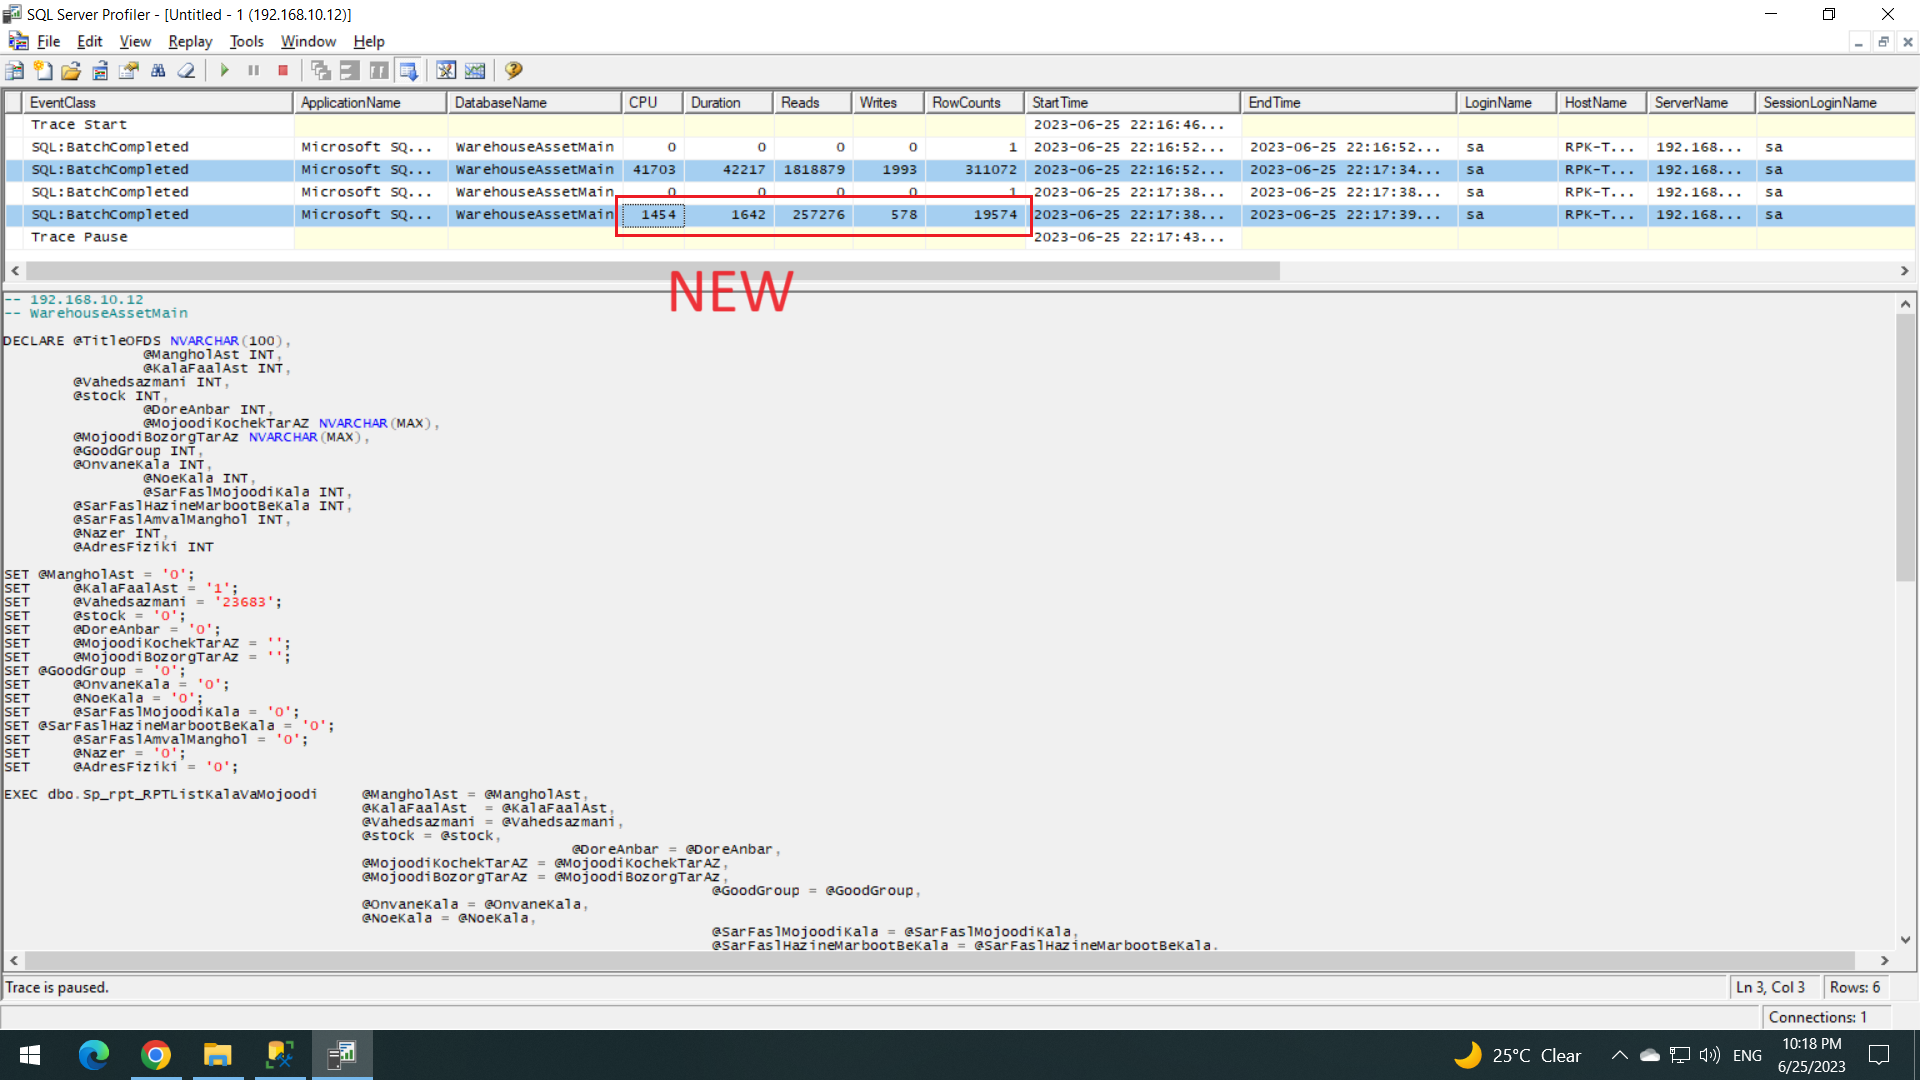 SQL Server Profiler - [Untitled - 1 (192.168.10.12)]
File Edit View Replay Tools Window Help
EventClass ApplicationName DatabaseName CPU Duration Reads Writes RowCounts StartTime EndTime LoginName HostName ServerName SessionLoginName
Trace Start 2023-06-25 22:16:46...
SQL:BatchCompleted Microsoft SQ... WarehouseAssetMain 0 0 0 0 1 2023-06-25 22:16:52... 2023-06-25 22:16:52... sa RPK-T... 192.168... sa
SQL:BatchCompleted Microsoft SQ... WarehouseAssetMain 41703 42217 1818879 1993 311072 2023-06-25 22:16:52... 2023-06-25 22:17:34... sa RPK-T... 192.168... sa
SQL:BatchCompleted Microsoft SQ... WarehouseAssetMain 0 0 0 0 1 2023-06-25 22:17:38... 2023-06-25 22:17:38... sa RPK-T... 192.168... sa
SQL:BatchCompleted Microsoft SQ... WarehouseAssetMain 1454 1642 257276 578 19574 2023-06-25 22:17:38... 2023-06-25 22:17:39... sa RPK-T... 192.168... sa
Trace Pause 2023-06-25 22:17:43...
NEW
-- 192.168.10.12
-- WarehouseAssetMain
DECLARE @TitleOFDS NVARCHAR(100),
@MangholAst INT,
@KalaFaalAst INT,
@Vahedsazmani INT,
@stock INT,
@DoreAnbar INT,
@MojoodiKochekTarAZ NVARCHAR(MAX),
@MojoodiBozorgTarAz NVARCHAR(MAX),
@GoodGroup INT,
@OnvaneKala INT,
@NoeKala INT,
@SarFaslMojoodiKala INT,
@SarFaslHazineMarbootBeKala INT,
@SarFaslAmvalManghol INT,
@Nazer INT,
@AdresFiziki INT
SET @MangholAst = '0';
SET @KalaFaalAst = '1';
SET @Vahedsazmani = '23683';
SET @stock = '0';
SET @DoreAnbar = '0';
SET @MojoodiKochekTarAZ = '';
SET @MojoodiBozorgTarAz = '';
SET @GoodGroup = '0';
SET @OnvaneKala = '0';
SET @NoeKala = '0';
SET @SarFaslMojoodiKala = '0';
SET @SarFaslHazineMarbootBeKala = '0';
SET @SarFaslAmvalManghol = '0';
SET @Nazer = '0';
SET @AdresFiziki = '0';
EXEC dbo.Sp_rpt_RPTListKalaVaMojoodi @MangholAst = @MangholAst,
@KalaFaalAst = @KalaFaalAst,
@Vahedsazmani = @Vahedsazmani,
@stock = @stock,
@DoreAnbar = @DoreAnbar,
@MojoodiKochekTarAZ = @MojoodiKochekTarAZ,
@MojoodiBozorgTarAz = @MojoodiBozorgTarAz,
@GoodGroup = @GoodGroup,
@OnvaneKala = @OnvaneKala,
@NoeKala = @NoeKala,
@SarFaslMojoodiKala = @SarFaslMojoodiKala,
@SarFaslHazineMarbootBeKala = @SarFaslHazineMarbootBeKala,
Trace is paused. Ln 3, Col 3 Rows: 6
Connections: 1
25°C Clear ENG 10:18 PM
6/25/2023